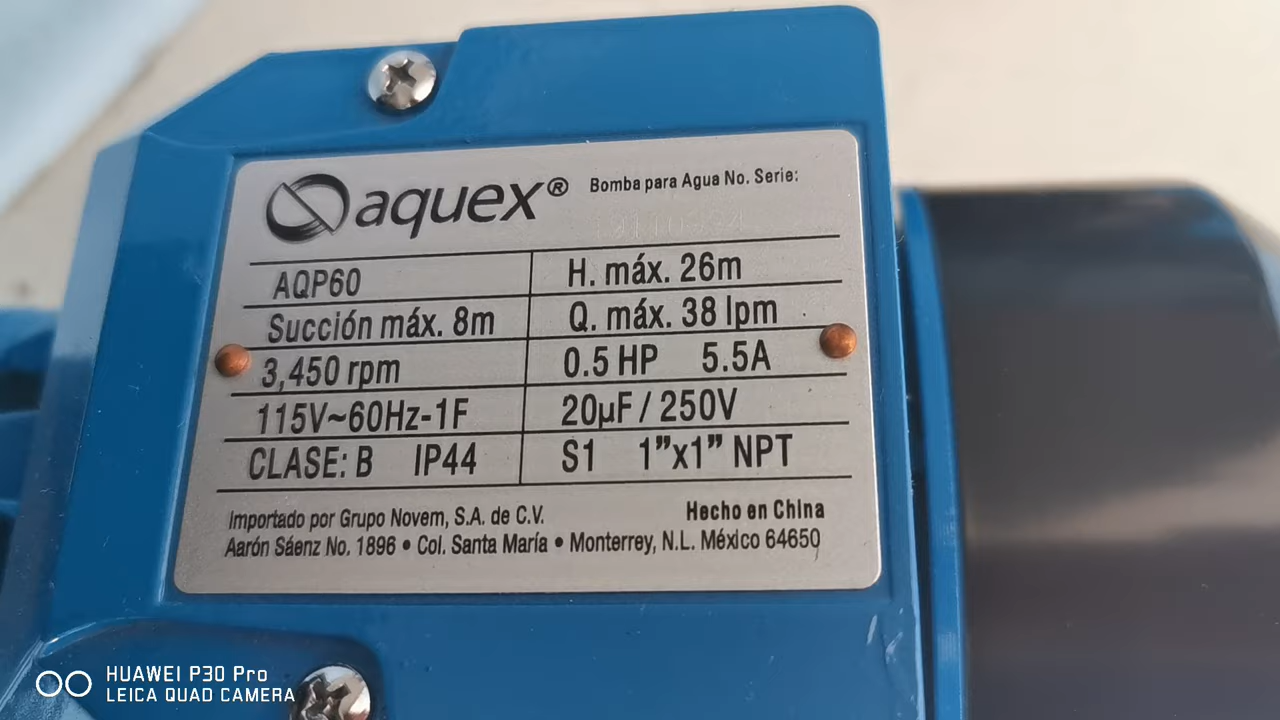 aquex® Bomba para Agua No. Serie:
AQP60 H. máx. 26m
Succión máx. 8m Q. máx. 38 lpm
3,450 rpm 0.5 HP 5.5A
115V~60Hz-1F 20µF / 250V
CLASE: B IP44 S1 1”x1” NPT
Importado por Grupo Novem, S.A. de C.V. Hecho en China
Aarón Sáenz No. 1896 • Col. Santa María • Monterrey, N.L. México 64650
HUAWEI P30 Pro
LEICA QUAD CAMERA